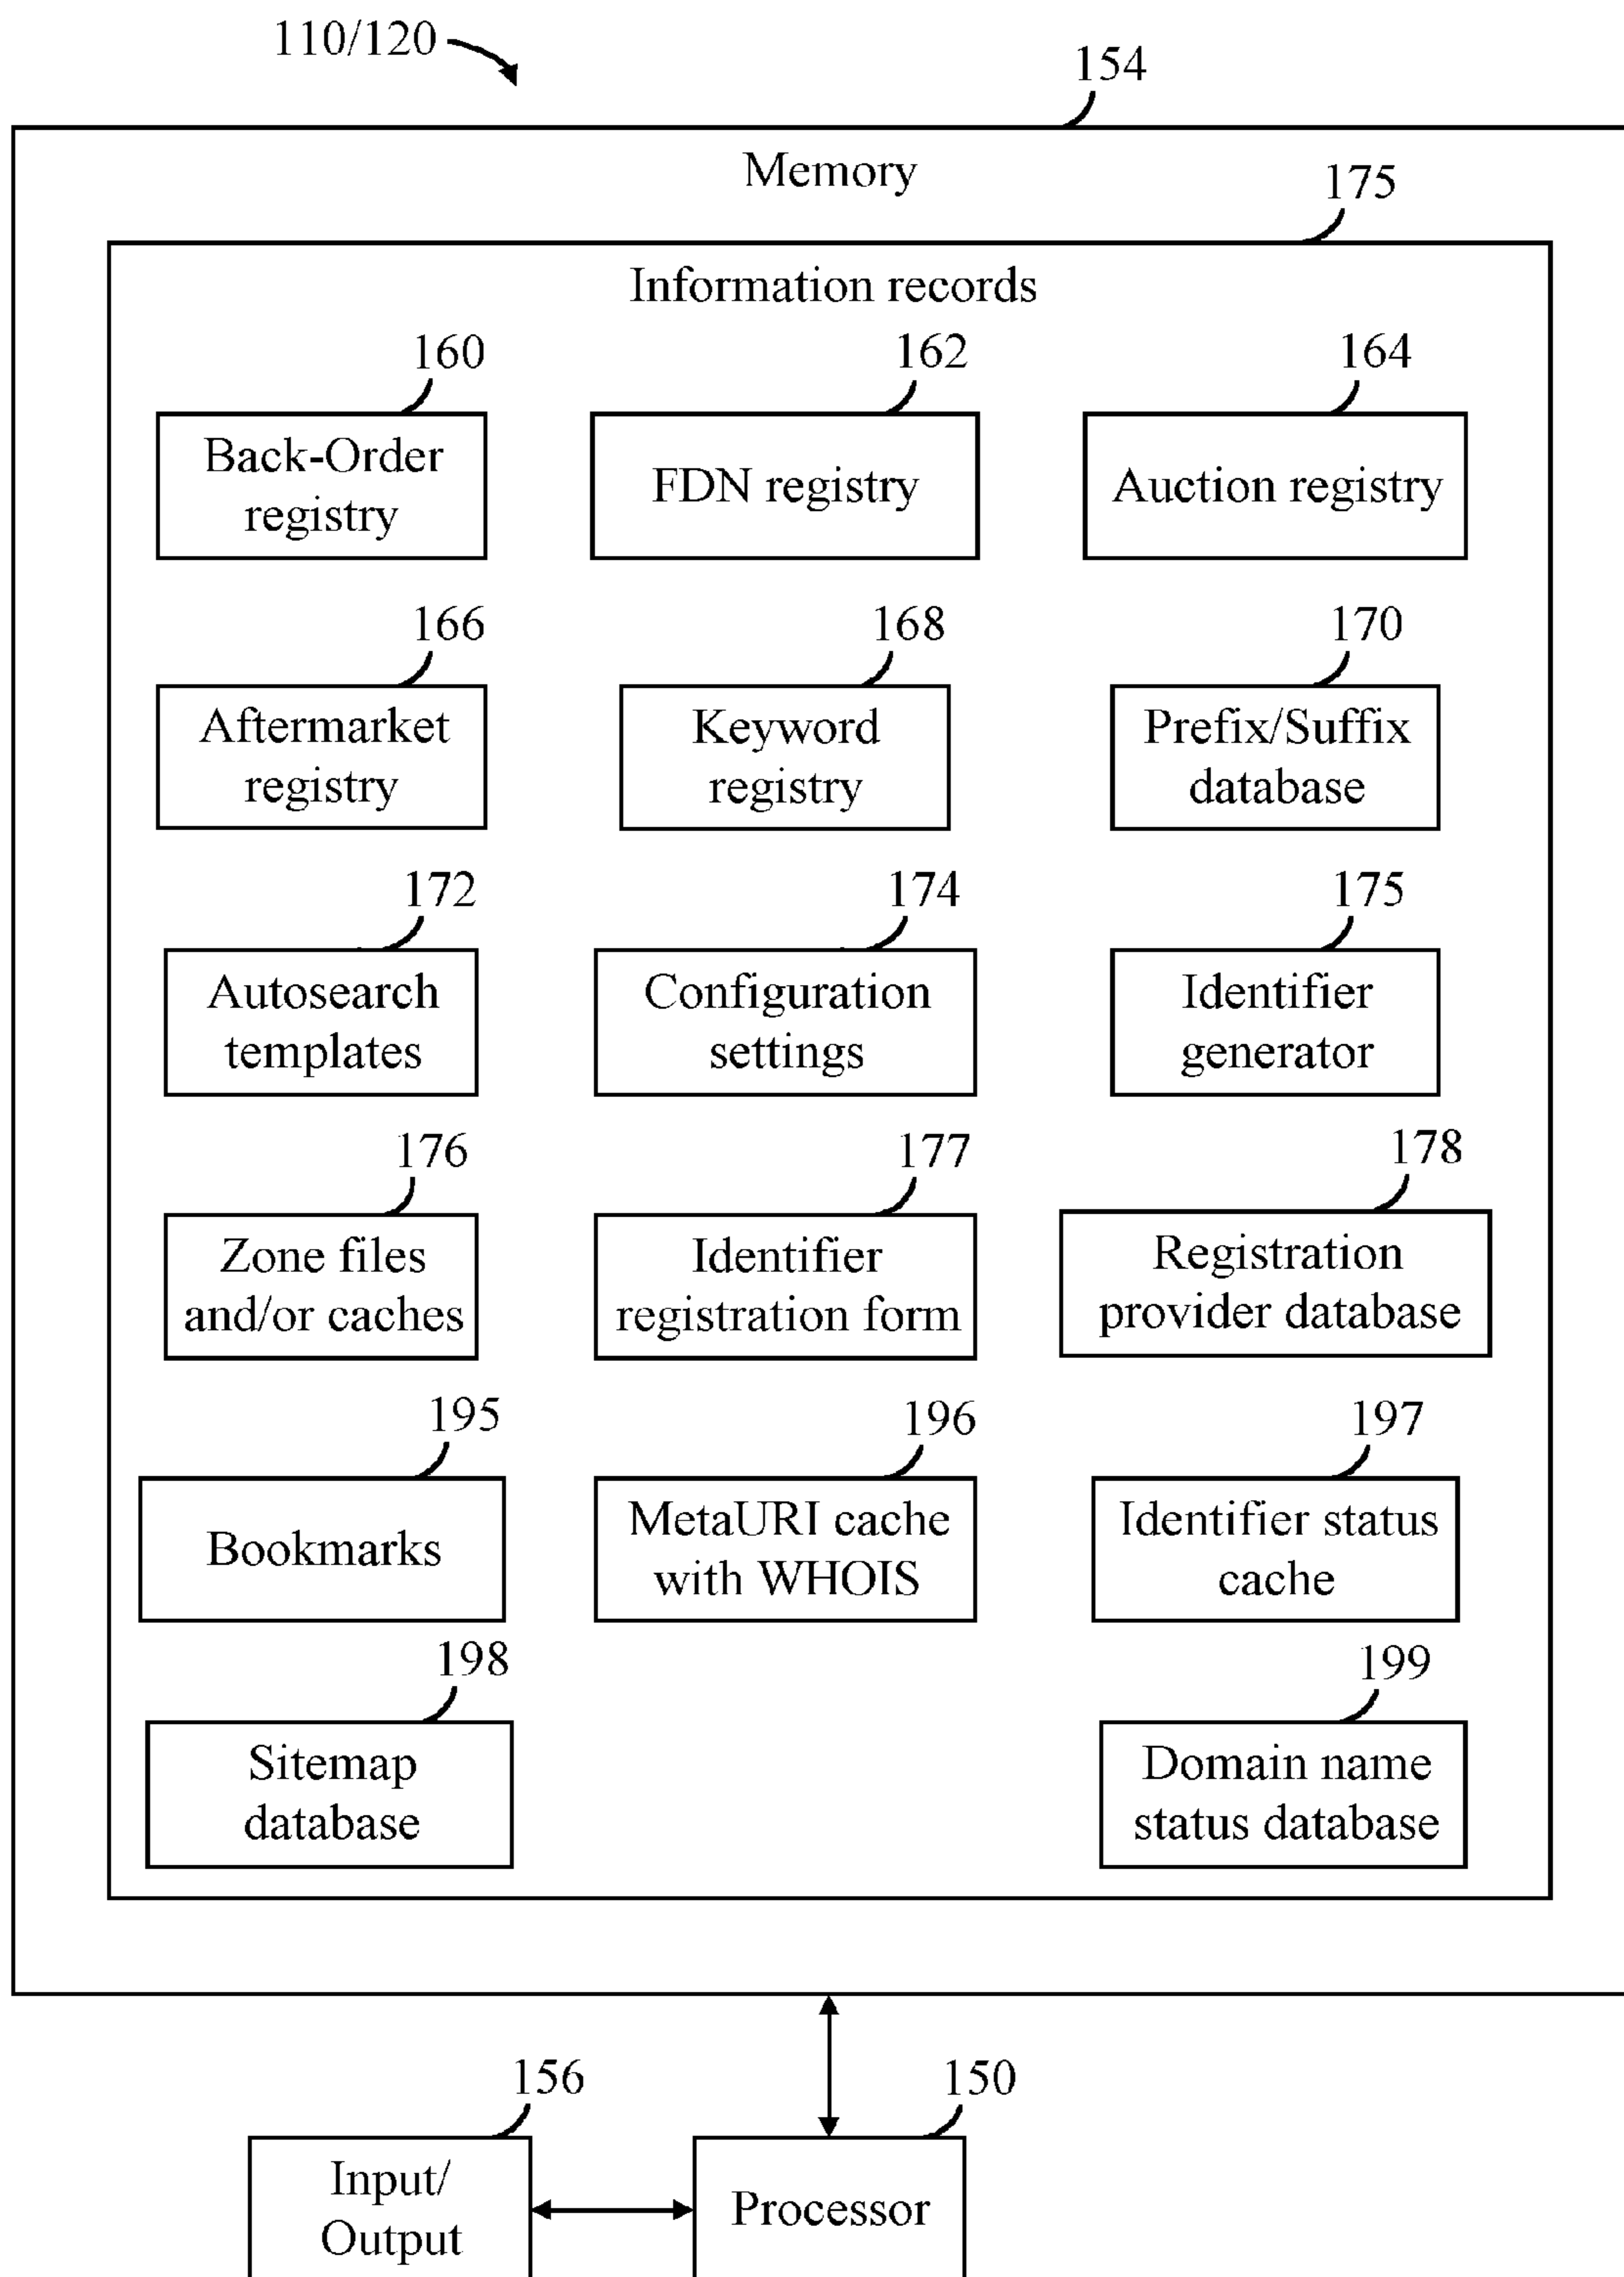 110/120
154
Memory
175
Information records
160
162
164
Back-Order
registry
FDN registry
Auction registry
166
168
170
Aftermarket
registry
Keyword
registry
Prefix/Suffix
database
172
174
175
Autosearch
templates
Configuration
settings
Identifier
generator
176
177
178
Zone files
and/or caches
Identifier
registration form
Registration
provider database
195
196
197
Bookmarks
MetaURI cache
with WHOIS
Identifier status
cache
198
199
Sitemap
database
Domain name
status database
156
150
Input/
Output
Processor